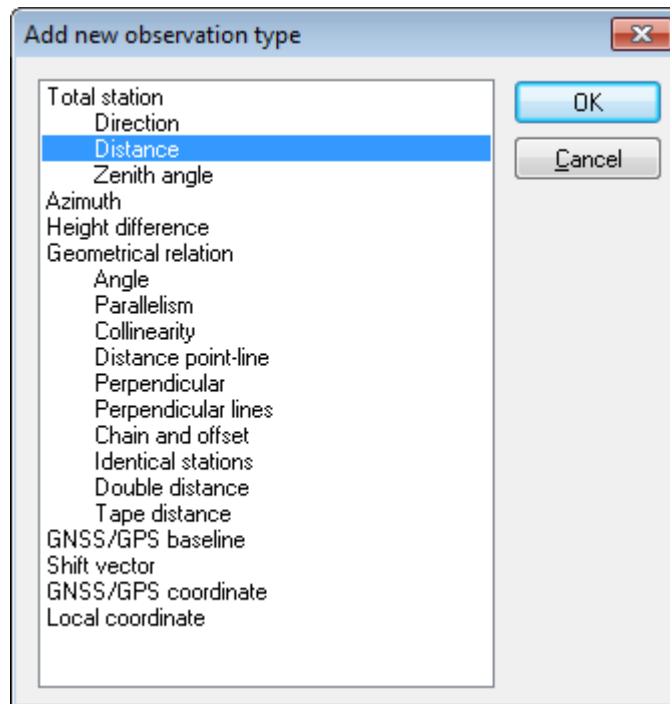 Add new observation type
Total station
Direction
Distance
Zenith angle
Azimuth
Height difference
Geometrical relation
Angle
Parallelism
Collinearity
Distance point-line
Perpendicular
Perpendicular lines
Chain and offset
Identical stations
Double distance
Tape distance
GNSS/GPS baseline
Shift vector
GNSS/GPS coordinate
Local coordinate
OK
Cancel